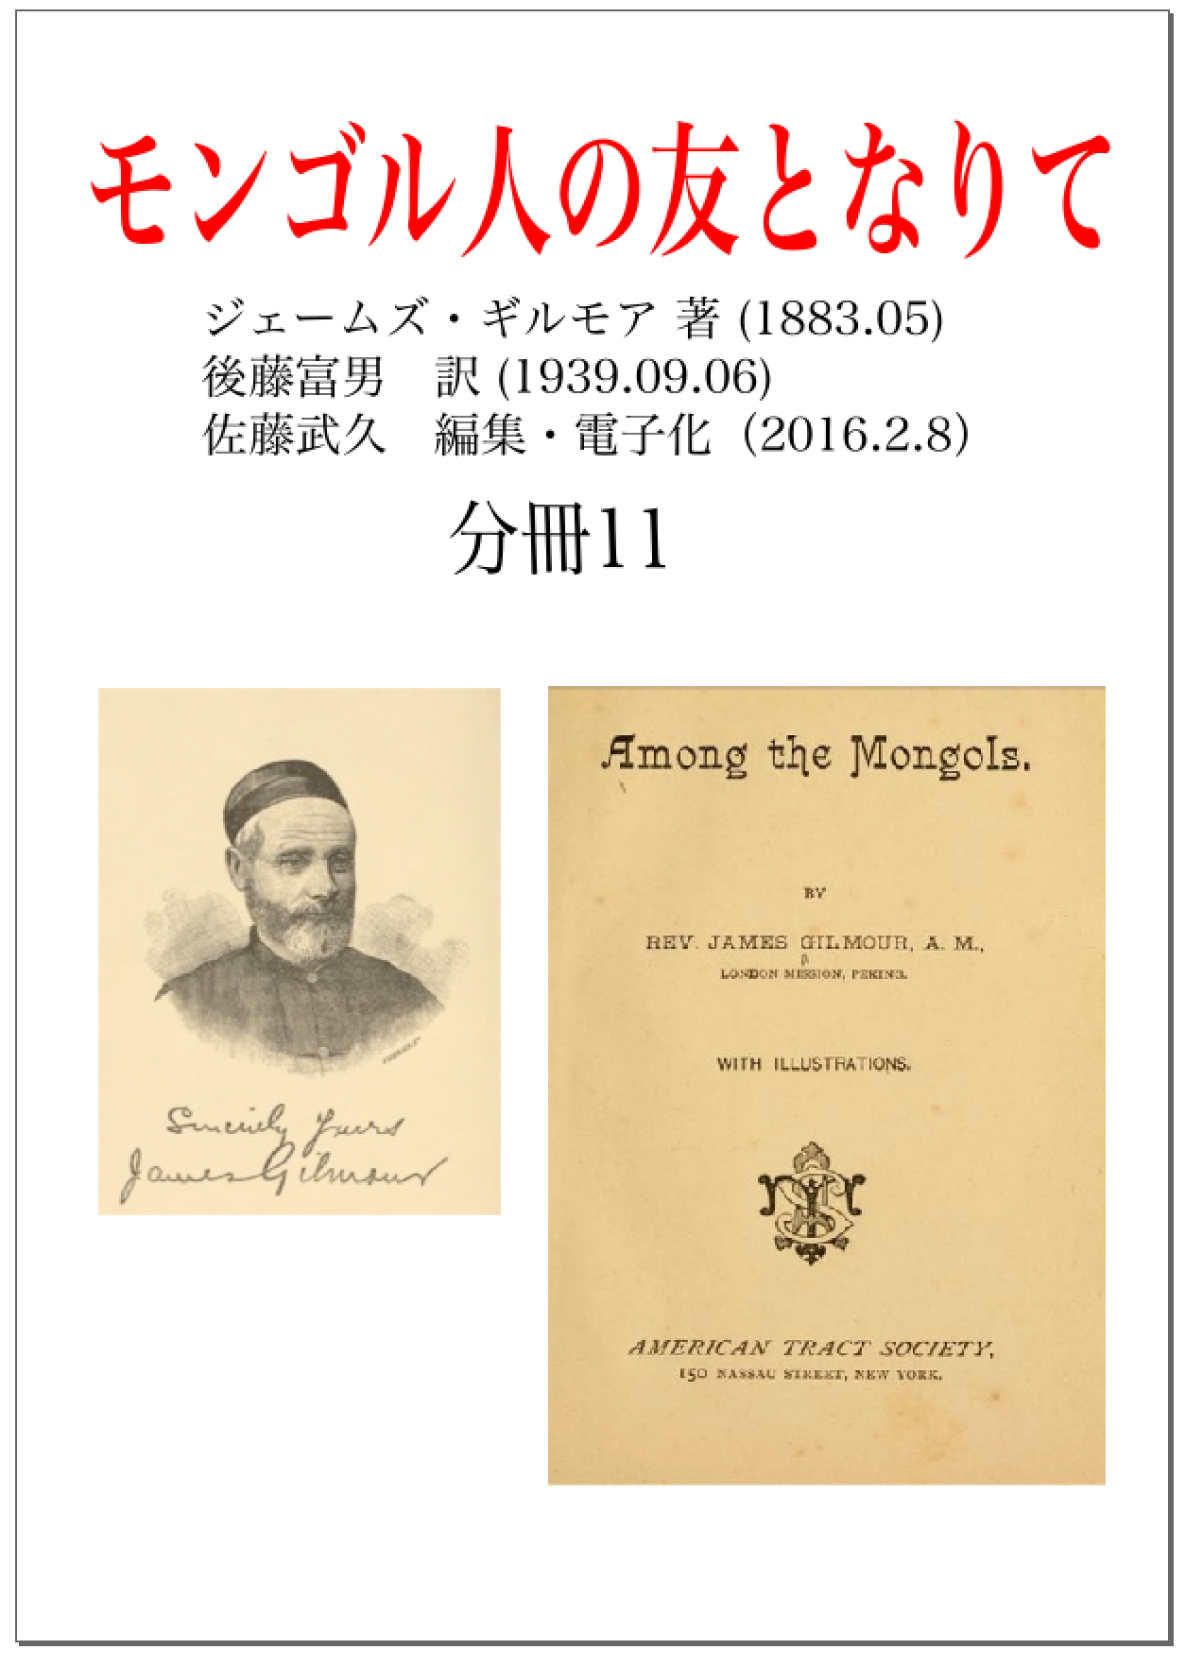 モンゴル人の友となりて
ジェームズ・ギルモア 著 (1883.05)
後藤富男　訳 (1939.09.06)
佐藤武久　編集・電子化（2016.2.8）
分冊11
Sincerely Yours
James Gilmour
Among the Mongols.
BY
REV. JAMES GILMOUR, A. M.,
LONDON MISSION, PEKING.
WITH ILLUSTRATIONS.
AMERICAN TRACT SOCIETY,
150 NASSAU STREET, NEW YORK.